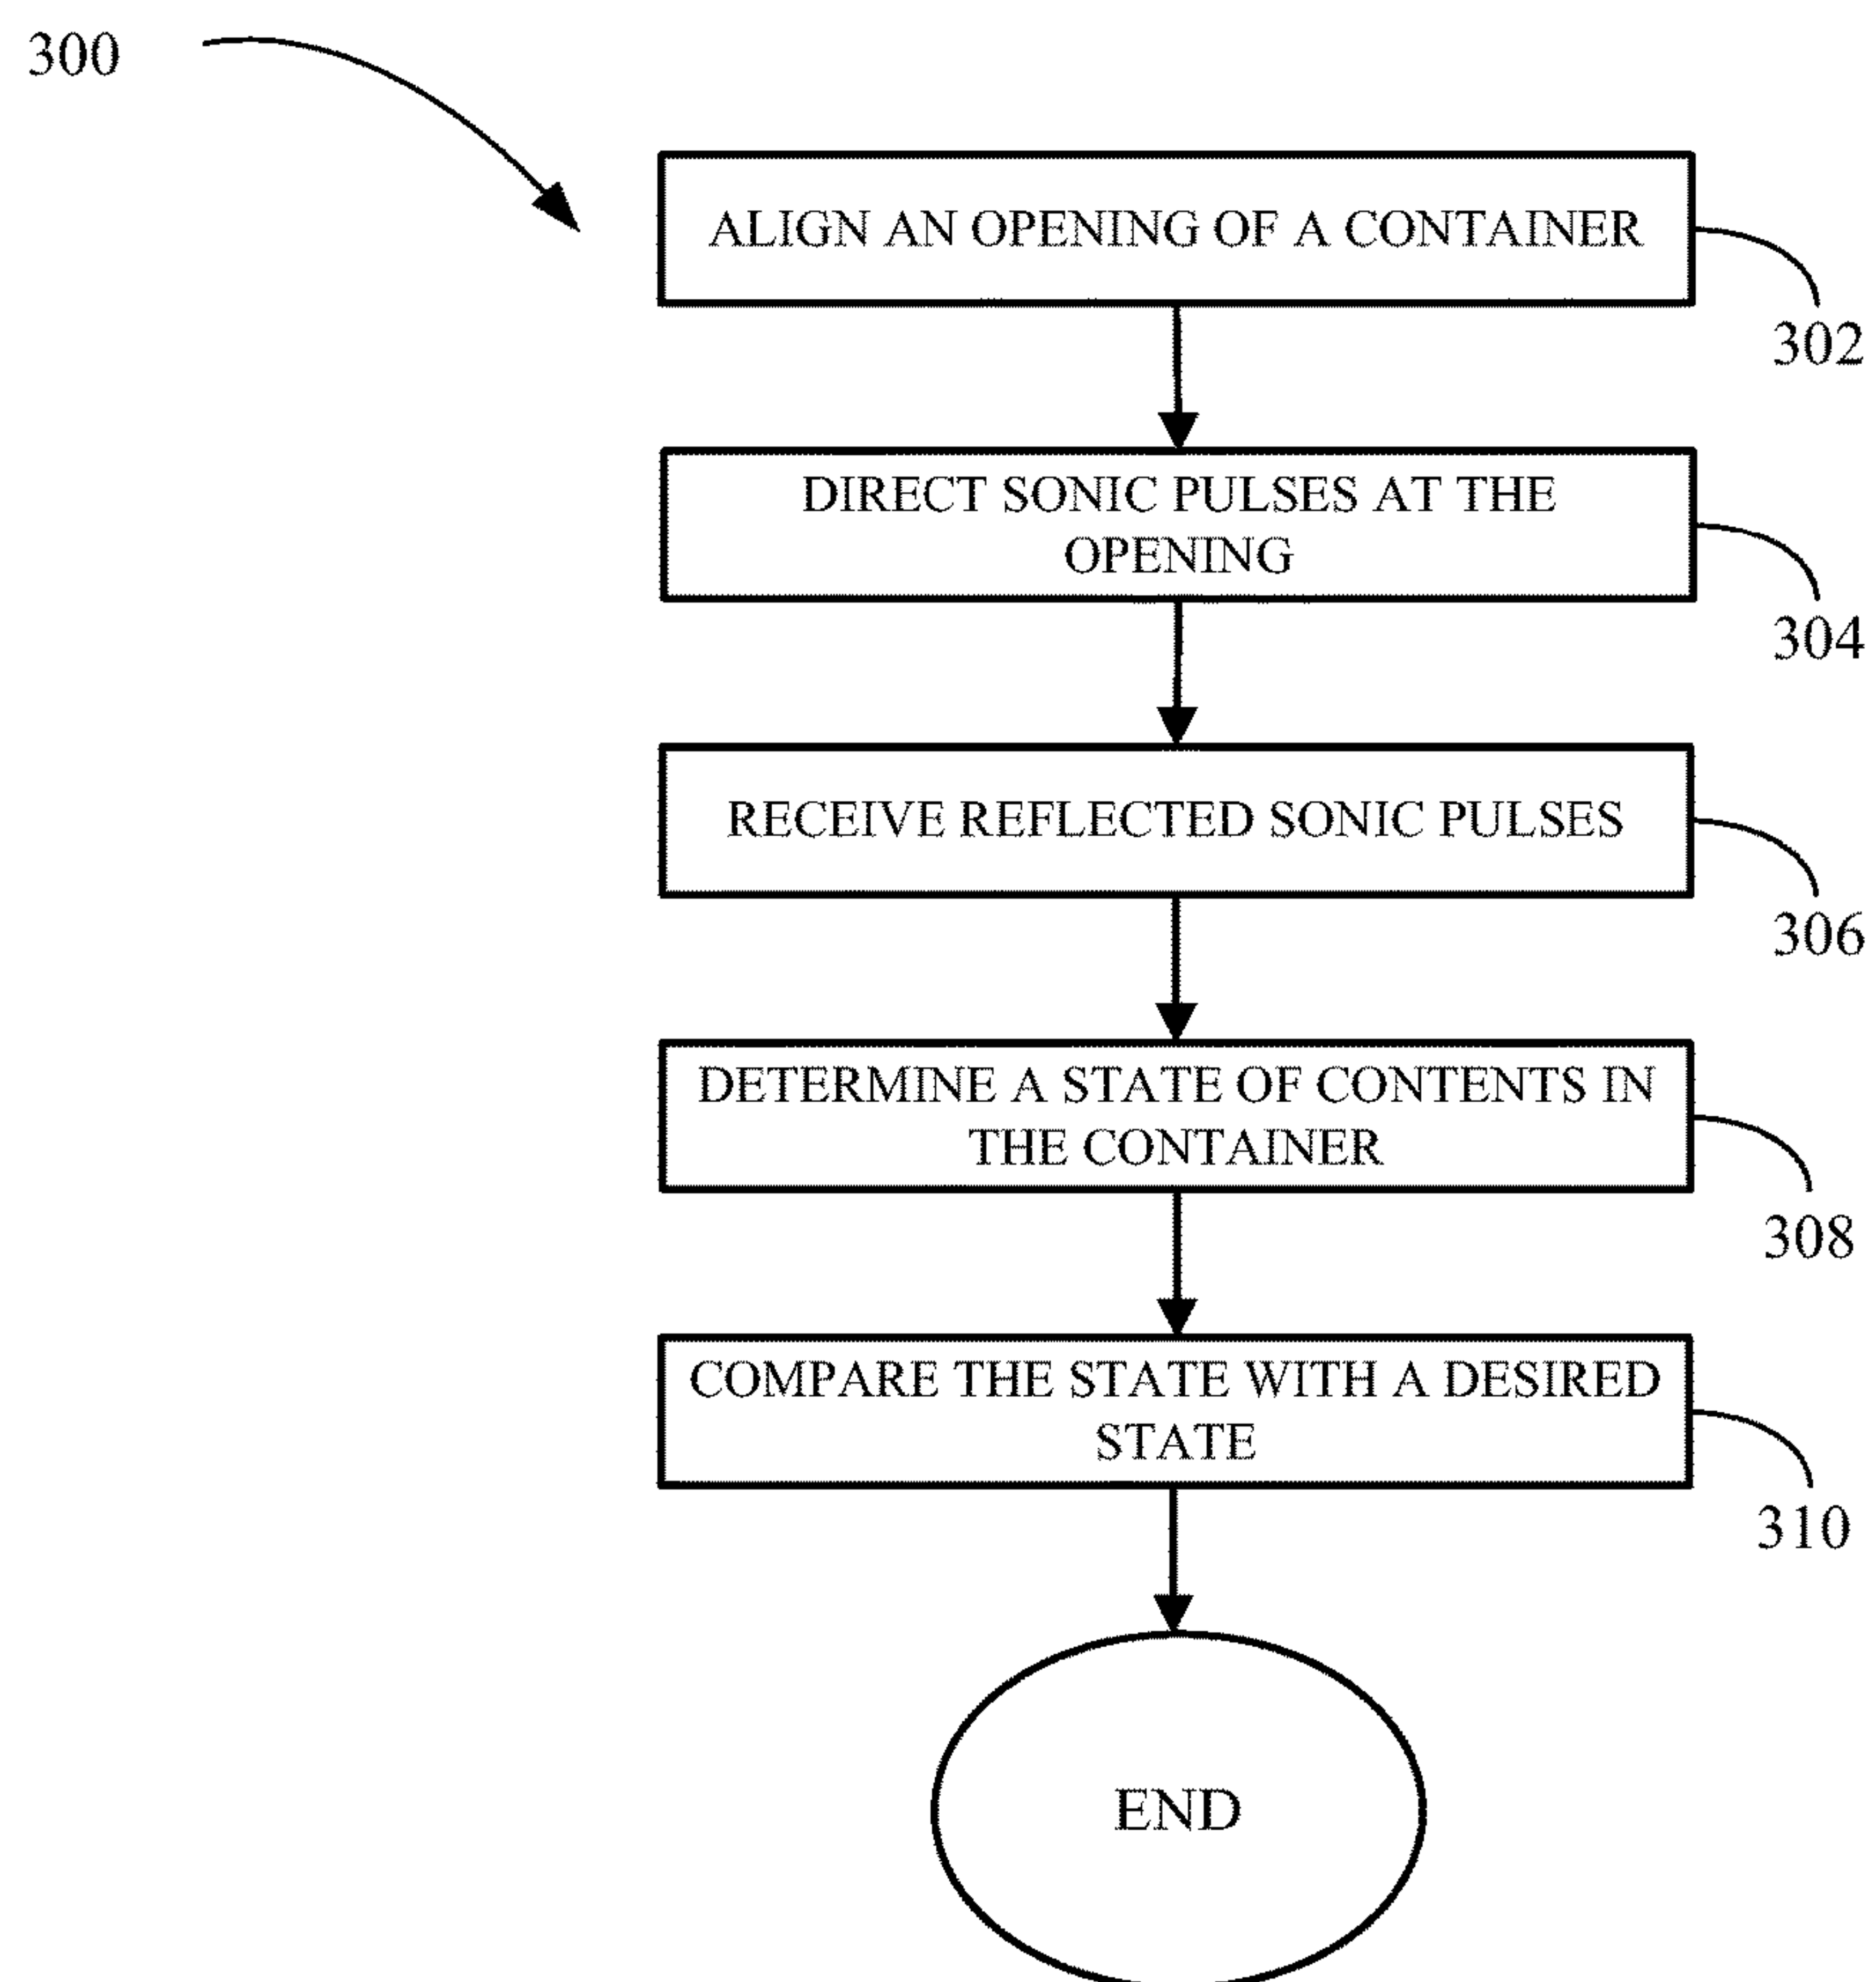 300
ALIGN AN OPENING OF A CONTAINER
302
DIRECT SONIC PULSES AT THE
OPENING
304
RECEIVE REFLECTED SONIC PULSES
306
DETERMINE A STATE OF CONTENTS IN
THE CONTAINER
308
COMPARE THE STATE WITH A DESIRED
STATE
310
END